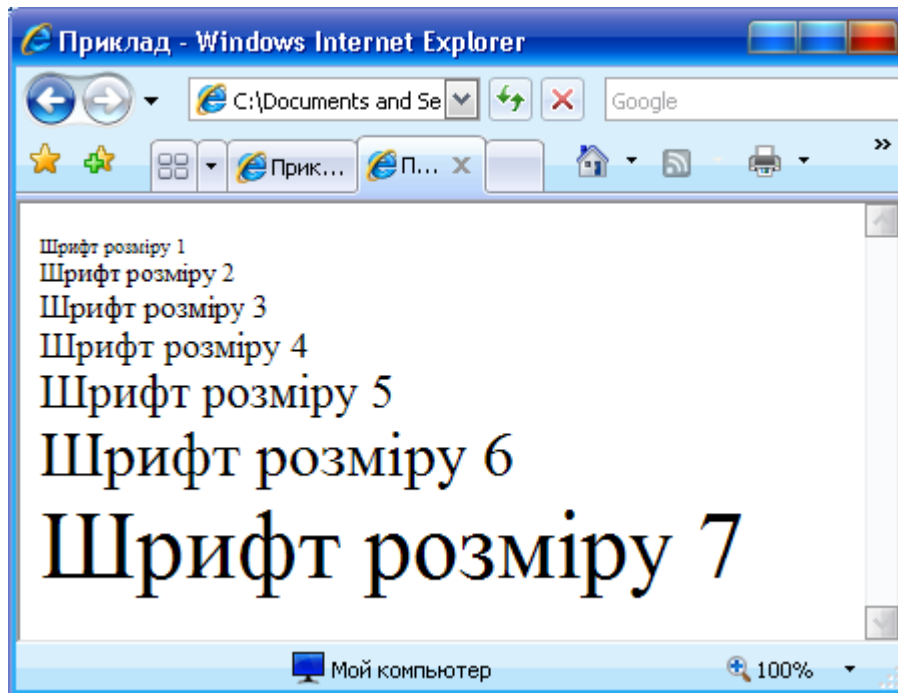 Приклад - Windows Internet Explorer
C:\Documents and Se
Google
Прик...
П...
»
Шрифт розміру 1
Шрифт розміру 2
Шрифт розміру 3
Шрифт розміру 4
Шрифт розміру 5
Шрифт розміру 6
Шрифт розміру 7
Мой компьютер
100%